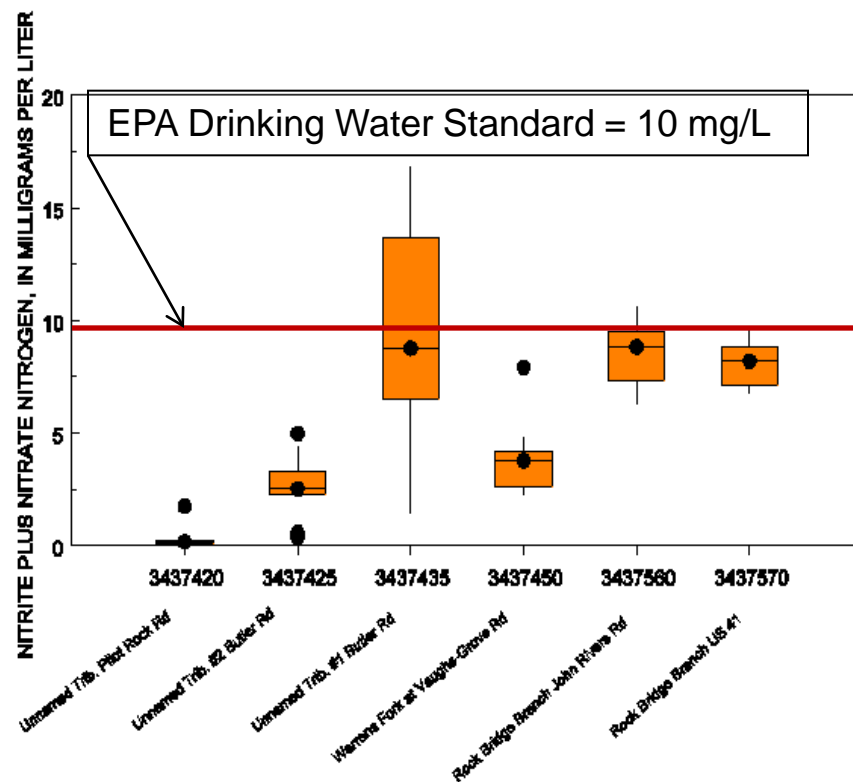 NITRITE PLUS NITRATE NITROGEN, IN MILLIGRAMS PER LITER
20
15
10
5
0
EPA Drinking Water Standard = 10 mg/L
3437420 3437425 3437435 3437450 3437560 3437570
Unnamed Trib. Pilot Rock Rd
Unnamed Trib. #2 Butler Rd
Unnamed Trib. #1 Butler Rd
Warrens Fork at Vaughs-Grove Rd
Rock Bridge Branch John Rivers Rd
Rock Bridge Branch US 41